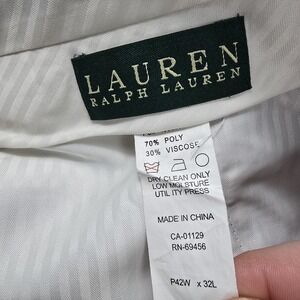 LAUREN
RALPH LAUREN
70% POLY
30% VISCOSE
DRY CLEAN ONLY
LOW MOISTURE
UTILITY PRESS
MADE IN CHINA
CA-01129
RN-69456
P42W x 32L